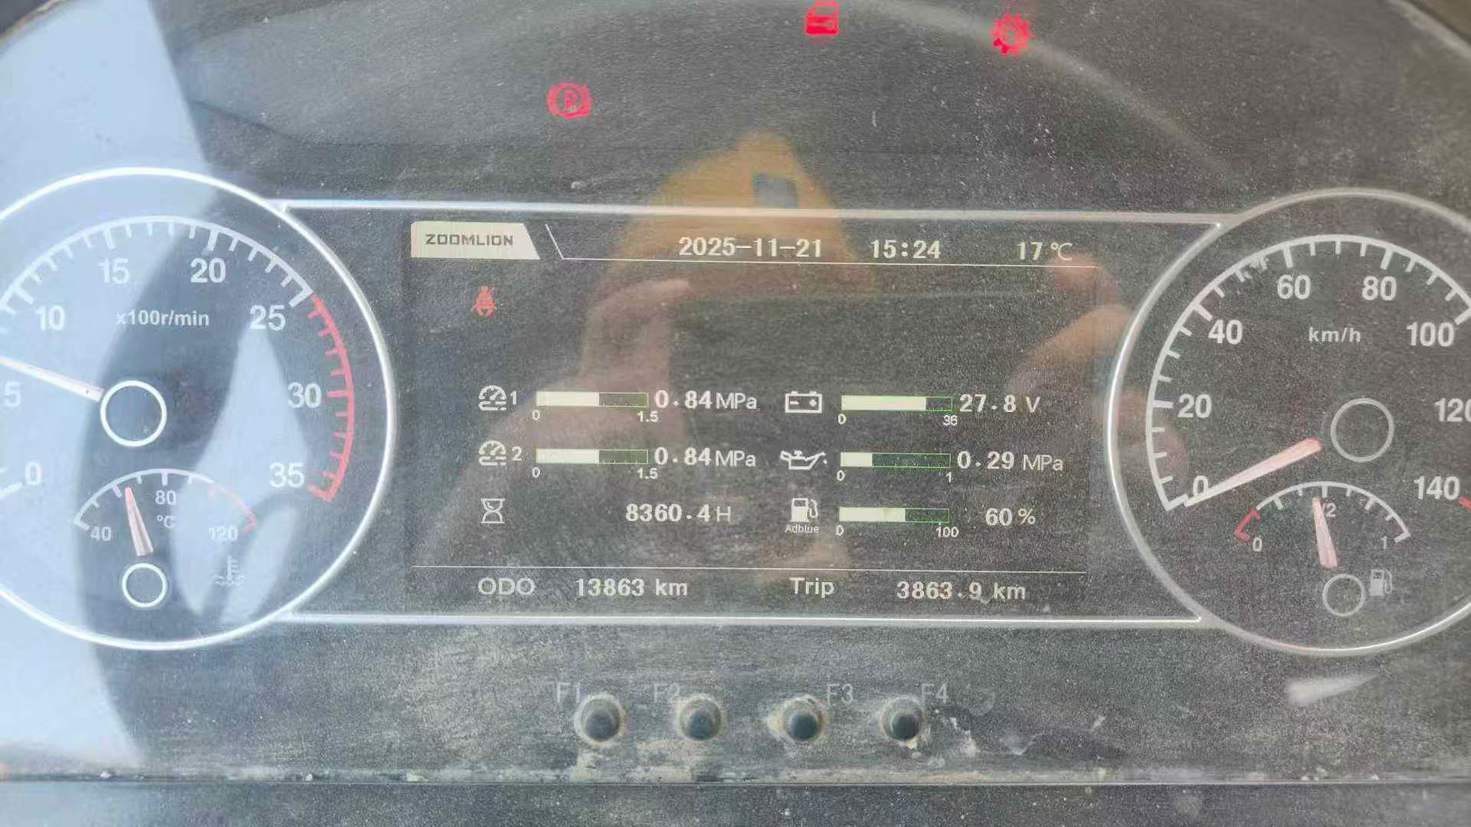 ZOOMLION 2025-11-21 15:24 17 °C
0 5 10 15 20 25 30 35
x100r/min
40 80 120
°C
1 0.84 MPa
0 1.5
27.8 V
0 36
2 0.84 MPa
0 1.5
0.29 MPa
0 1
8360.4 H
Adblue 0 100
60 %
ODO 13863 km Trip 3863.9 km
0 20 40 60 80 100 120 140
km/h
0 1/2 1
F1 F2 F3 F4
P